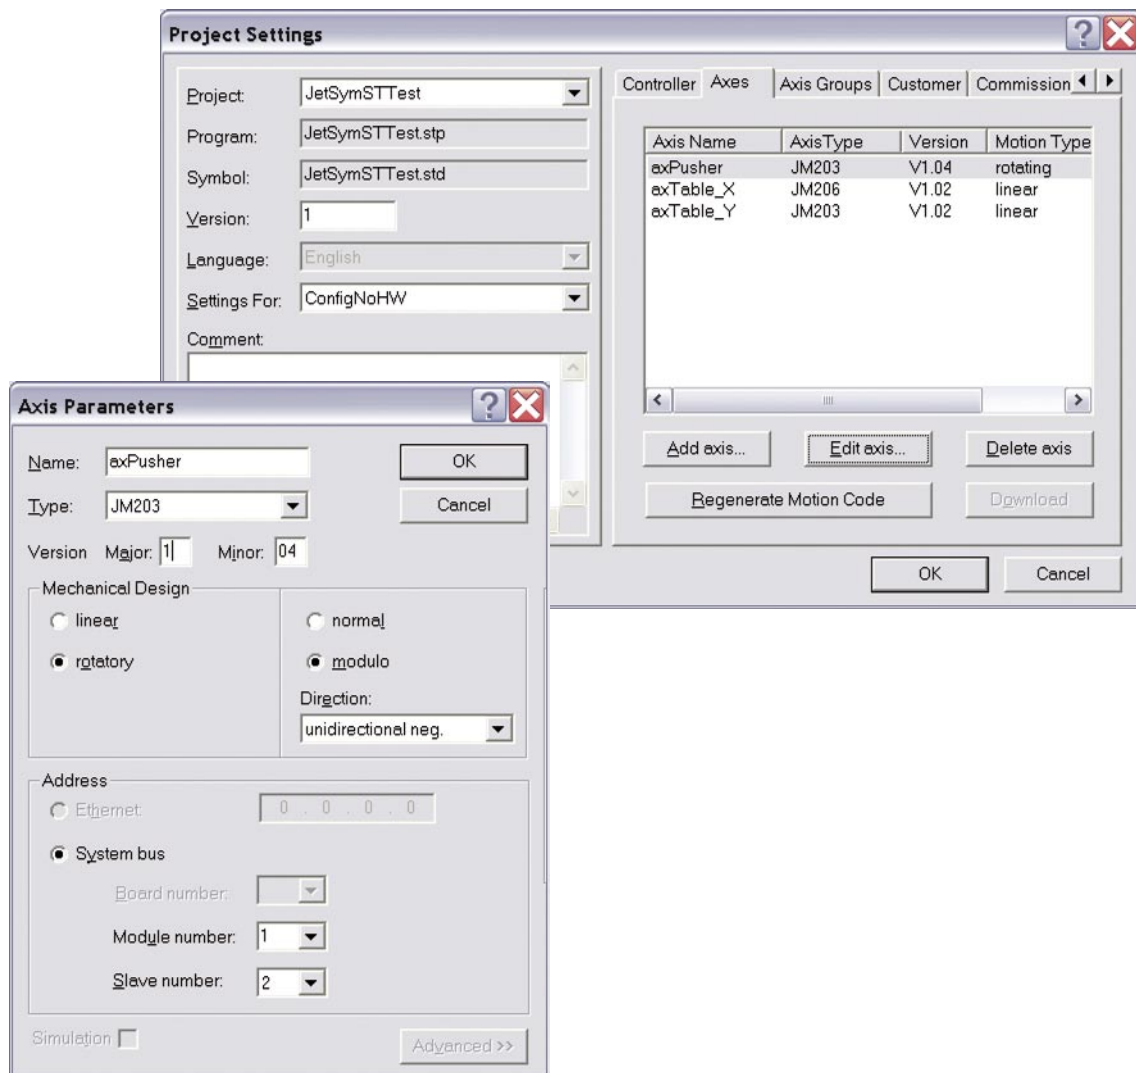 Project Settings
Project: JetSymSTTest
Program: JetSymSTTest.stp
Symbol: JetSymSTTest.std
Version: 1
Language: English
Settings For: ConfigNoHW
Comment:
Controller Axes Axis Groups Customer Commission
Axis Name AxisType Version Motion Type
axPusher JM203 V1.04 rotating
axTable_X JM206 V1.02 linear
axTable_Y JM203 V1.02 linear
Add axis... Edit axis... Delete axis
Regenerate Motion Code Download
OK Cancel
Axis Parameters
Name: axPusher OK
Type: JM203 Cancel
Version Major: 1 Minor: 04
Mechanical Design
linear normal
rotatory modulo
Direction:
unidirectional neg.
Address
Ethernet: 0 . 0 . 0 . 0
System bus
Board number:
Module number: 1
Slave number: 2
Simulation Advanced >>